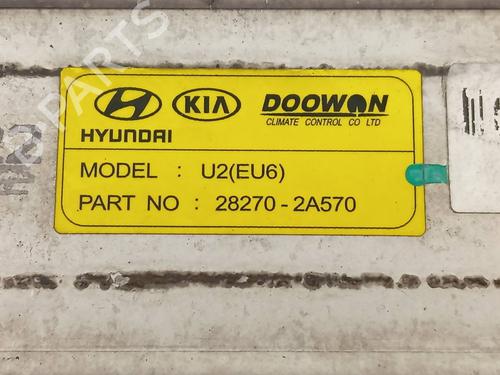 HYUNDAI
KIA
DOOWON
CLIMATE CONTROL CO LTD
MODEL : U2(EU6)
PART NO : 28270-2A570